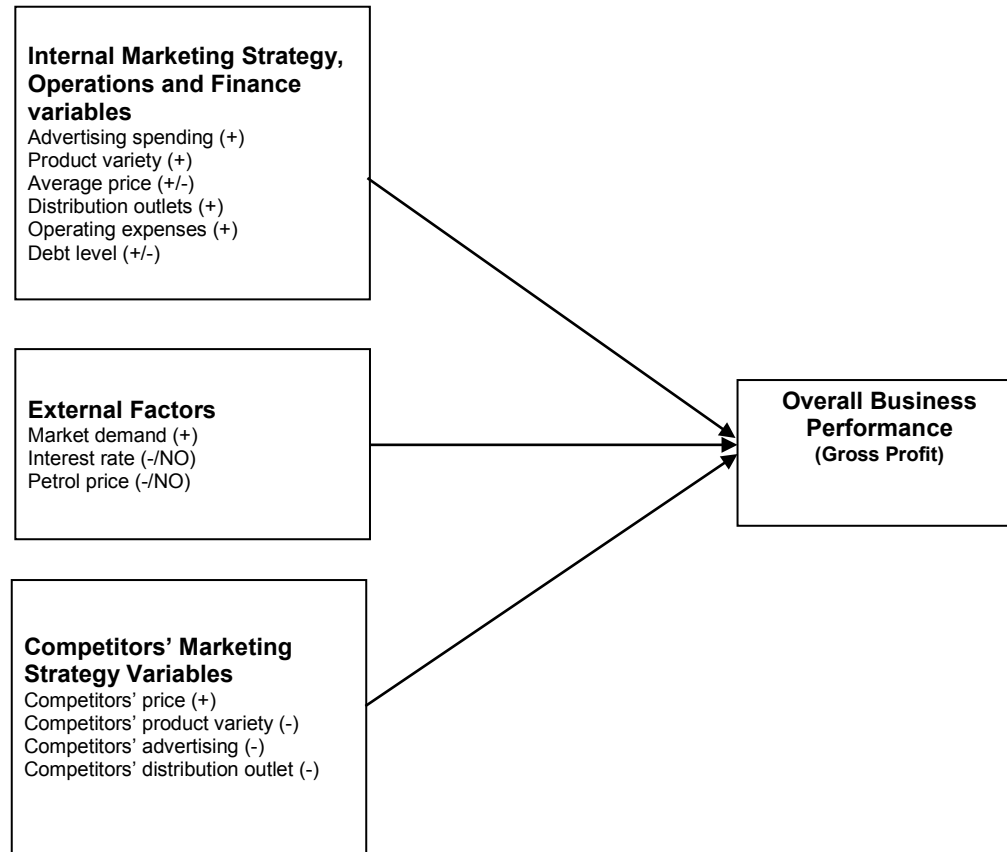 Internal Marketing Strategy,
Operations and Finance
variables
Advertising spending (+)
Product variety (+)
Average price (+/-)
Distribution outlets (+)
Operating expenses (+)
Debt level (+/-)
External Factors
Market demand (+)
Interest rate (-/NO)
Petrol price (-/NO)
Competitors’ Marketing
Strategy Variables
Competitors’ price (+)
Competitors’ product variety (-)
Competitors’ advertising (-)
Competitors’ distribution outlet (-)
Overall Business
Performance
(Gross Profit)